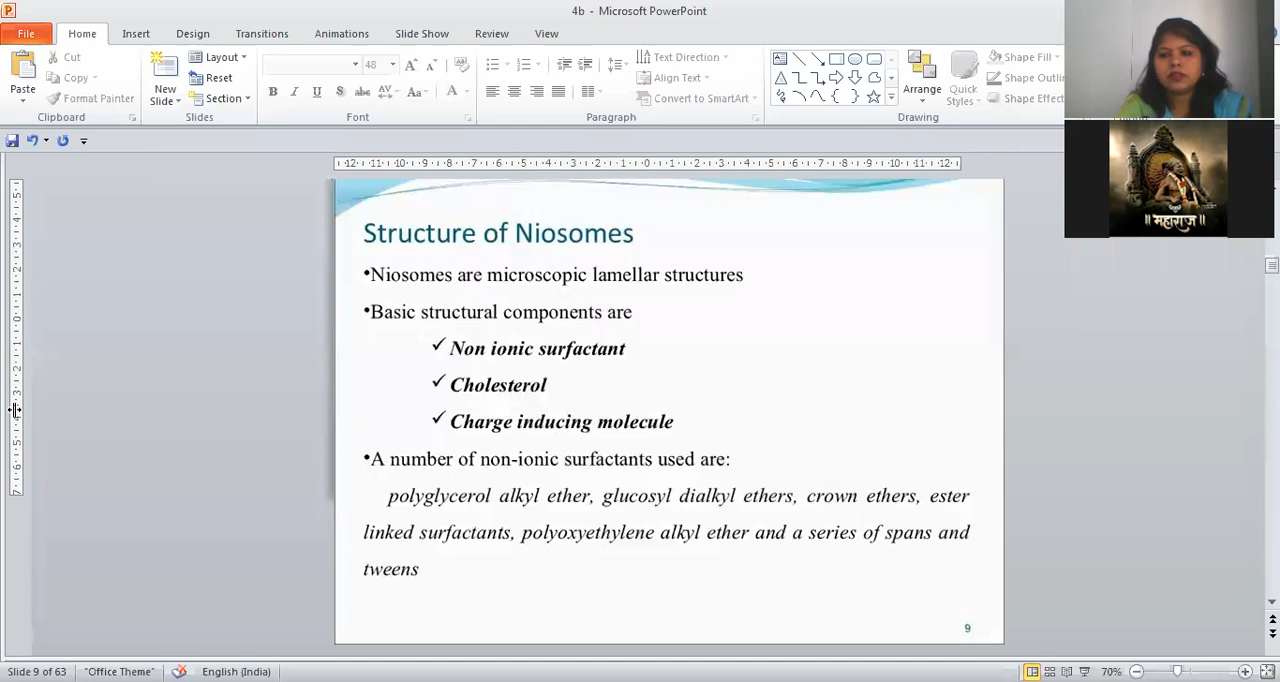 4b - Microsoft PowerPoint
File Home Insert Design Transitions Animations Slide Show Review View
Paste
Cut
Copy
Format Painter
Clipboard
New
Slide
Layout
Reset
Section
Slides
48
B I U S abc AV Aa A
Font
Text Direction
Align Text
Convert to SmartArt
Paragraph
Arrange
Quick
Styles
Shape Fill
Shape Outli
Shape Effect
Drawing
॥ महाराज ॥
Structure of Niosomes
•Niosomes are microscopic lamellar structures
•Basic structural components are
✓ Non ionic surfactant
✓ Cholesterol
✓ Charge inducing molecule
•A number of non-ionic surfactants used are:
polyglycerol alkyl ether, glucosyl dialkyl ethers, crown ethers, ester
linked surfactants, polyoxyethylene alkyl ether and a series of spans and
tweens
9
Slide 9 of 63 "Office Theme" English (India) 70%